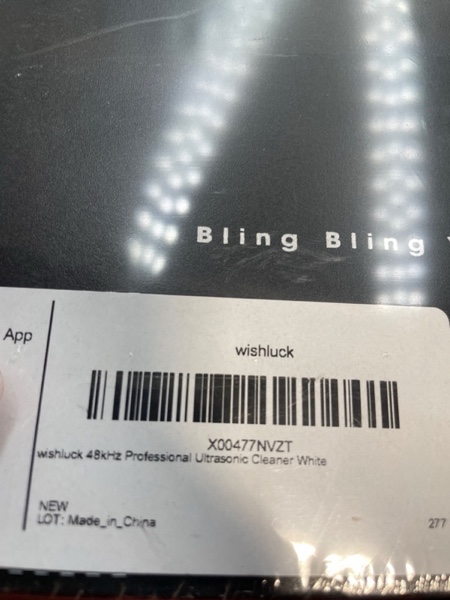 Bling Bling
App
wishluck
X00477NVZT
wishluck 48kHz Professional Ultrasonic Cleaner White
NEW
LOT: Made_in_China
277